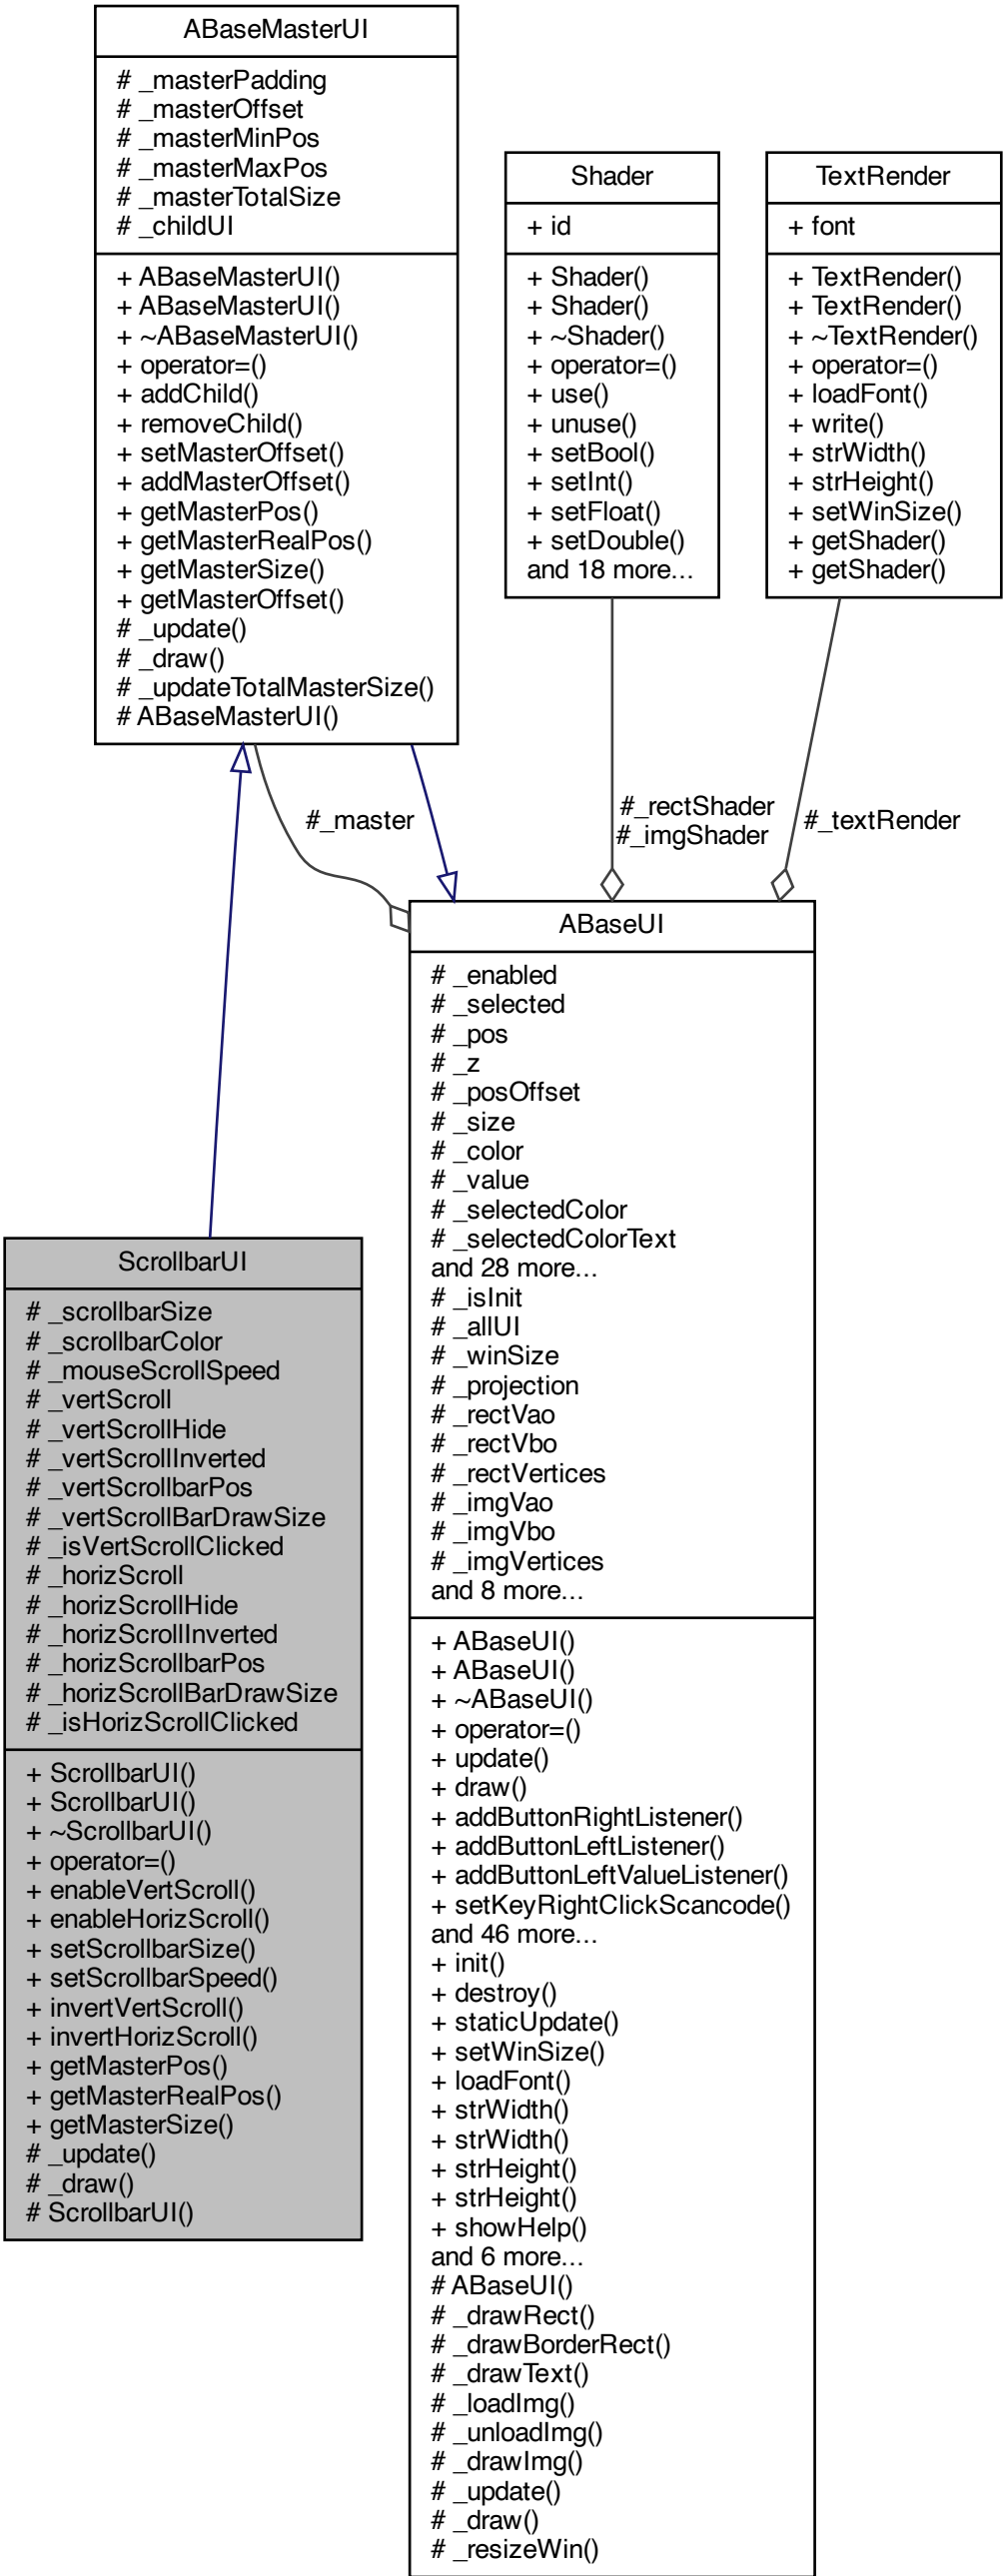 ABaseMasterUI
# _masterPadding
# _masterOffset
# _masterMinPos
# _masterMaxPos
# _masterTotalSize
# _childUI
+ ABaseMasterUI()
+ ABaseMasterUI()
+ ~ABaseMasterUI()
+ operator=()
+ addChild()
+ removeChild()
+ setMasterOffset()
+ addMasterOffset()
+ getMasterPos()
+ getMasterRealPos()
+ getMasterSize()
+ getMasterOffset()
# _update()
# _draw()
# _updateTotalMasterSize()
# ABaseMasterUI()
Shader
+ id
+ Shader()
+ Shader()
+ ~Shader()
+ operator=()
+ use()
+ unuse()
+ setBool()
+ setInt()
+ setFloat()
+ setDouble()
and 18 more...
TextRender
+ font
+ TextRender()
+ TextRender()
+ ~TextRender()
+ operator=()
+ loadFont()
+ write()
+ strWidth()
+ strHeight()
+ setWinSize()
+ getShader()
+ getShader()
#_master
#_rectShader
#_imgShader
#_textRender
ABaseUI
# _enabled
# _selected
# _pos
# _z
# _posOffset
# _size
# _color
# _value
# _selectedColor
# _selectedColorText
and 28 more...
# _isInit
# _allUI
# _winSize
# _projection
# _rectVao
# _rectVbo
# _rectVertices
# _imgVao
# _imgVbo
# _imgVertices
and 8 more...
+ ABaseUI()
+ ABaseUI()
+ ~ABaseUI()
+ operator=()
+ update()
+ draw()
+ addButtonRightListener()
+ addButtonLeftListener()
+ addButtonLeftValueListener()
+ setKeyRightClickScancode()
and 46 more...
+ init()
+ destroy()
+ staticUpdate()
+ setWinSize()
+ loadFont()
+ strWidth()
+ strWidth()
+ strHeight()
+ strHeight()
+ showHelp()
and 6 more...
# ABaseUI()
# _drawRect()
# _drawBorderRect()
# _drawText()
# _loadImg()
# _unloadImg()
# _drawImg()
# _update()
# _draw()
# _resizeWin()
ScrollbarUI
# _scrollbarSize
# _scrollbarColor
# _mouseScrollSpeed
# _vertScroll
# _vertScrollHide
# _vertScrollInverted
# _vertScrollbarPos
# _vertScrollBarDrawSize
# _isVertScrollClicked
# _horizScroll
# _horizScrollHide
# _horizScrollInverted
# _horizScrollbarPos
# _horizScrollBarDrawSize
# _isHorizScrollClicked
+ ScrollbarUI()
+ ScrollbarUI()
+ ~ScrollbarUI()
+ operator=()
+ enableVertScroll()
+ enableHorizScroll()
+ setScrollbarSize()
+ setScrollbarSpeed()
+ invertVertScroll()
+ invertHorizScroll()
+ getMasterPos()
+ getMasterRealPos()
+ getMasterSize()
# _update()
# _draw()
# ScrollbarUI()